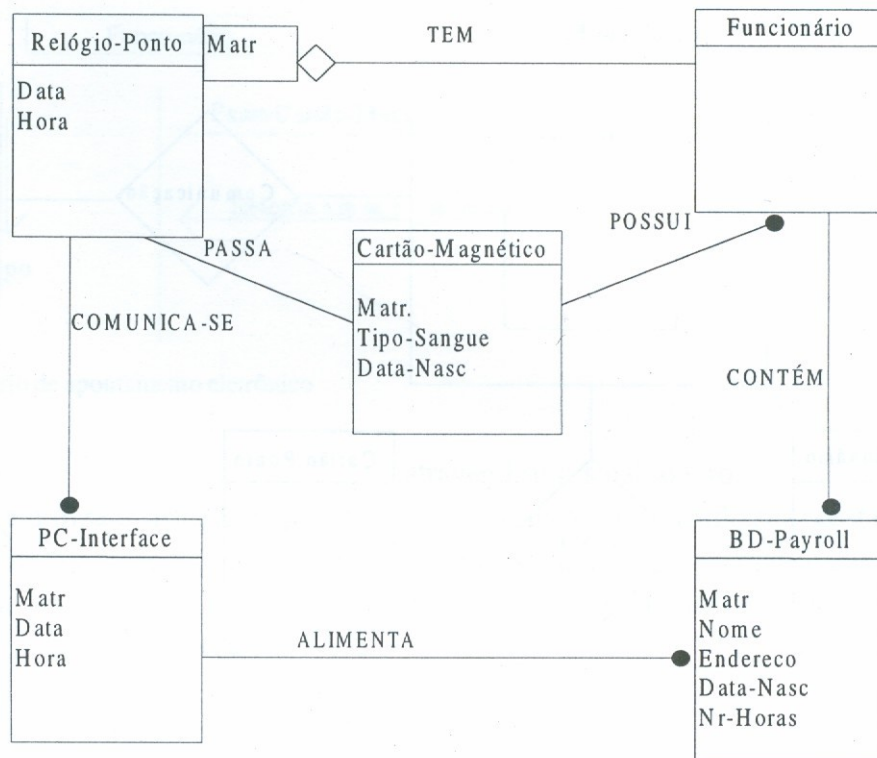 Relógio-Ponto
Matr
TEM
Funcionário
Data
Hora
PASSA
Cartão-Magnético
POSSUI
COMUNICA-SE
Matr.
Tipo-Sangue
Data-Nasc
CONTÉM
PC-Interface
BD-Payroll
Matr
Data
Hora
ALIMENTA
Matr
Nome
Endereco
Data-Nasc
Nr-Horas